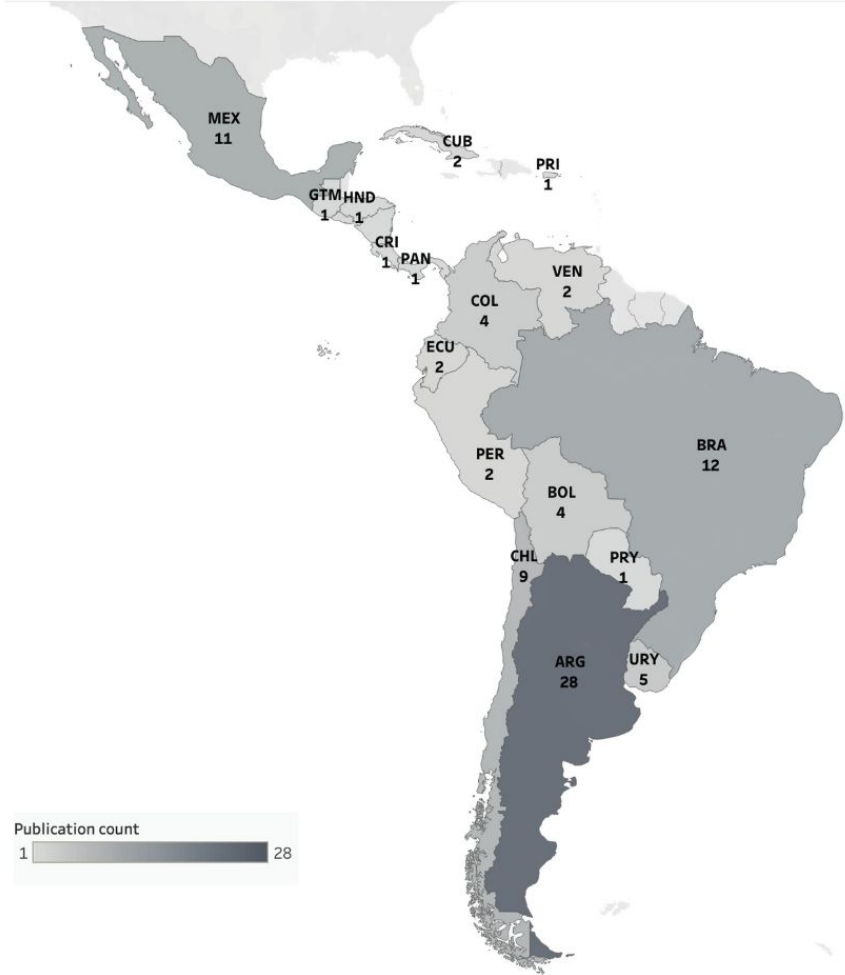 MEX
11
CUB
2
PRI
1
GTM
1
HND
1
CRI
1
PAN
1
VEN
2
COL
4
ECU
2
BRA
12
PER
2
BOL
4
CHL
9
PRY
1
ARG
28
URY
5
Publication count
1 28